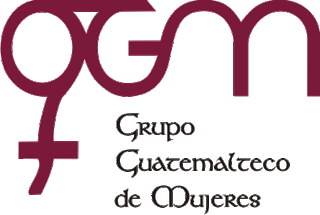 GGM
Grupo
Guatemalteco
de Mujeres